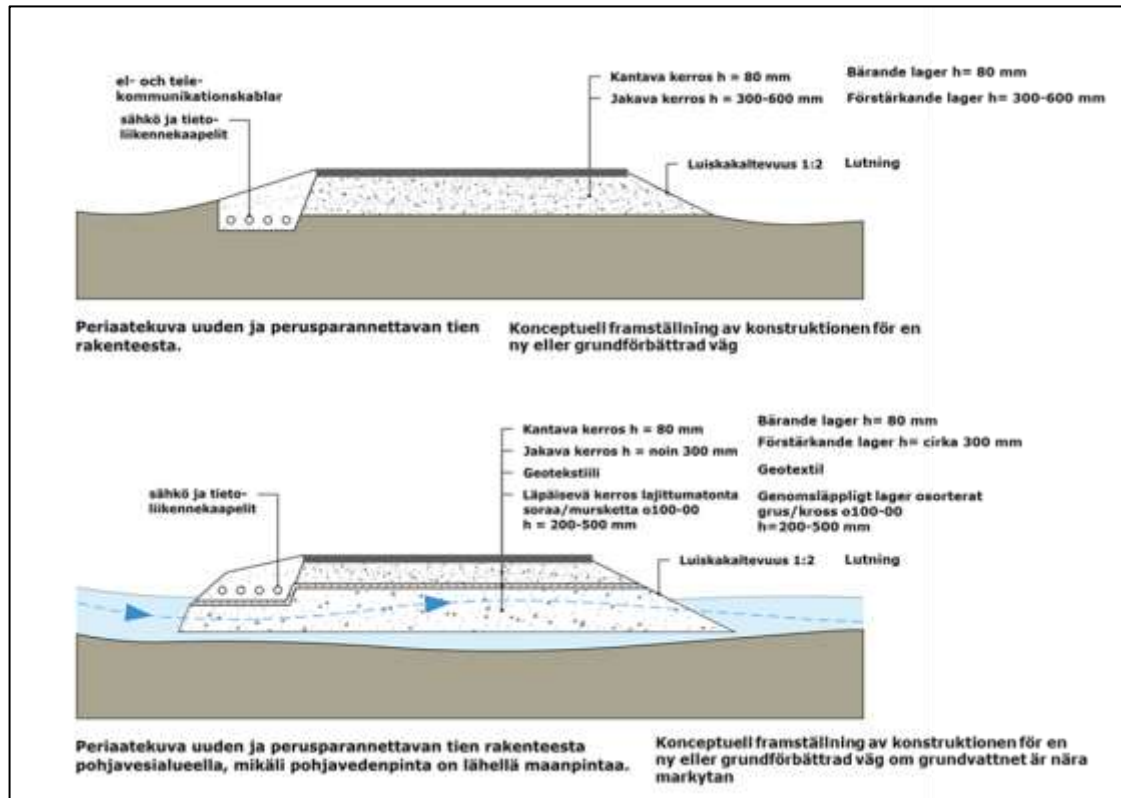 el- och tele-
kommunikationskablar
sähkö ja tieto-
liikennekaapelit
Kantava kerros h = 80 mm
Jakava kerros h = 300-600 mm
Bärande lager h= 80 mm
Förstärkande lager h= 300-600 mm
Luiskakaltevuus 1:2
Lutning
Periaatekuva uuden ja perusparannettavan tien
rakenteesta.
Konceptuell framställning av konstruktionen för en
ny eller grundförbättrad väg
Kantava kerros h = 80 mm
Jakava kerros h = noin 300 mm
Geotekstiili
Läpäisevä kerros lajittumatonta
soraa/mursketta o100-00
h = 200-500 mm
Bärande lager h= 80 mm
Förstärkande lager h= cirka 300 mm
Geotextil
Genomsläppligt lager osorterat
grus/kross o100-00
h=200-500 mm
sähkö ja tieto-
liikennekaapelit
Luiskakaltevuus 1:2
Lutning
Periaatekuva uuden ja perusparannettavan tien rakenteesta
pohjavesialueella, mikäli pohjavedenpinta on lähellä maanpintaa.
Konceptuell framställning av konstruktionen för en
ny eller grundförbättrad väg om grundvattnet är nära
markytan